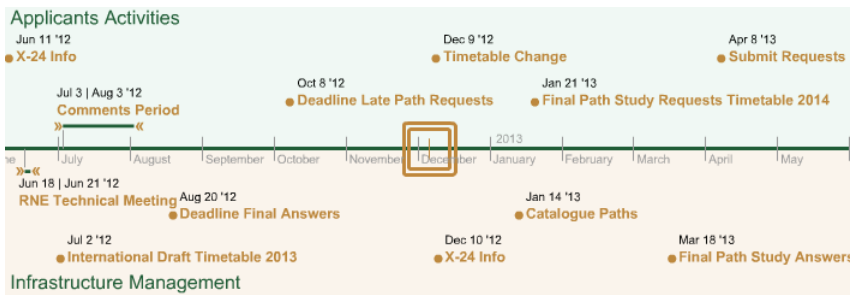 Applicants Activities
Jun 11 '12
X-24 Info
Dec 9 '12
Timetable Change
Apr 8 '13
Submit Requests
Jul 3 | Aug 3 '12
Comments Period
Oct 8 '12
Deadline Late Path Requests
Jan 21 '13
Final Path Study Requests Timetable 2014
2013
ne July August September October November December January February March April May
Jun 18 | Jun 21 '12
RNE Technical Meeting
Aug 20 '12
Deadline Final Answers
Jan 14 '13
Catalogue Paths
Jul 2 '12
International Draft Timetable 2013
Dec 10 '12
X-24 Info
Mar 18 '13
Final Path Study Answers
Infrastructure Management